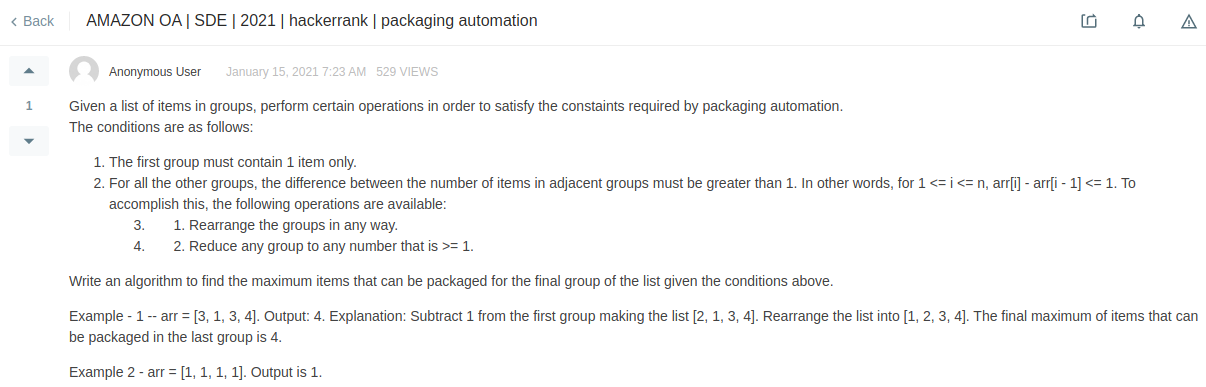 Back
AMAZON OA | SDE | 2021 | hackerrank | packaging automation
Anonymous User January 15, 2021 7:23 AM 529 VIEWS
1
Given a list of items in groups, perform certain operations in order to satisfy the constaints required by packaging automation.
The conditions are as follows:
1. The first group must contain 1 item only.
2. For all the other groups, the difference between the number of items in adjacent groups must be greater than 1. In other words, for 1 <= i <= n, arr[i] - arr[i - 1] <= 1. To
accomplish this, the following operations are available:
3. 1. Rearrange the groups in any way.
4. 2. Reduce any group to any number that is >= 1.
Write an algorithm to find the maximum items that can be packaged for the final group of the list given the conditions above.
Example - 1 -- arr = [3, 1, 3, 4]. Output: 4. Explanation: Subtract 1 from the first group making the list [2, 1, 3, 4]. Rearrange the list into [1, 2, 3, 4]. The final maximum of items that can
be packaged in the last group is 4.
Example 2 - arr = [1, 1, 1, 1]. Output is 1.